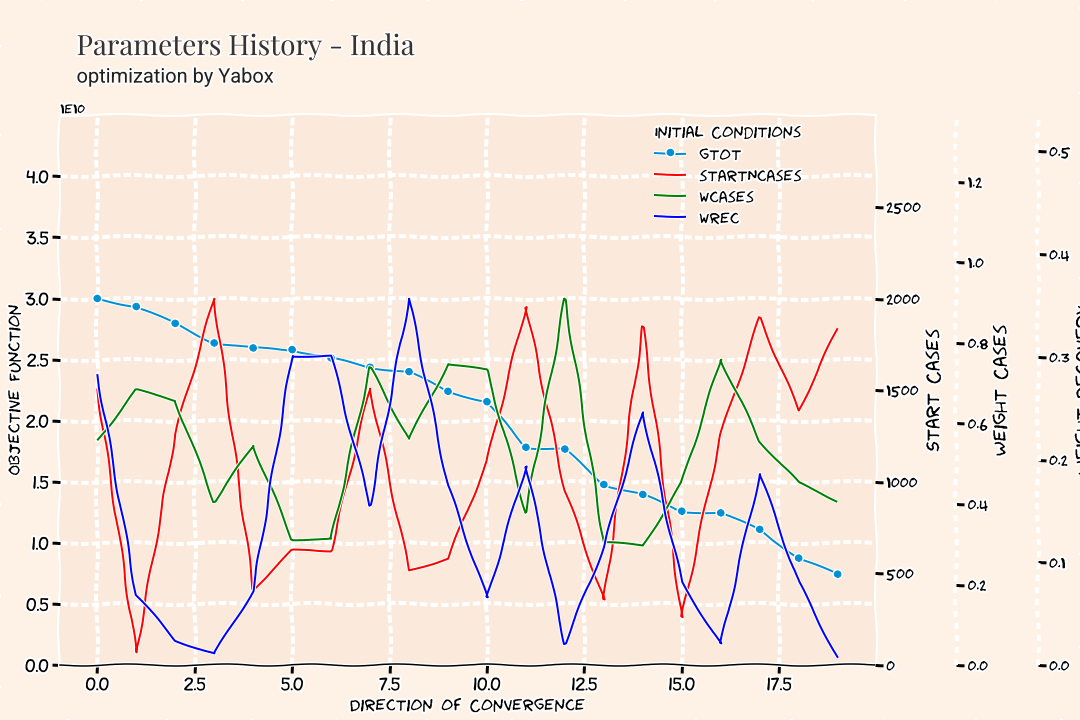 Parameters History - India
optimization by Yabox
1E10
INITIAL CONDITIONS
GTOT
STARTNCASES
WCASES
WREC
OBJECTIVE FUNCTION
4.0
3.5
3.0
2.5
2.0
1.5
1.0
0.5
0.0
0.0 2.5 5.0 7.5 10.0 12.5 15.0 17.5
DIRECTION OF CONVERGENCE
2500
2000
1500
1000
500
0
START CASES
1.2
1.0
0.8
0.6
0.4
0.2
0.0
WEIGHT CASES
0.5
0.4
0.3
0.2
0.1
0.0